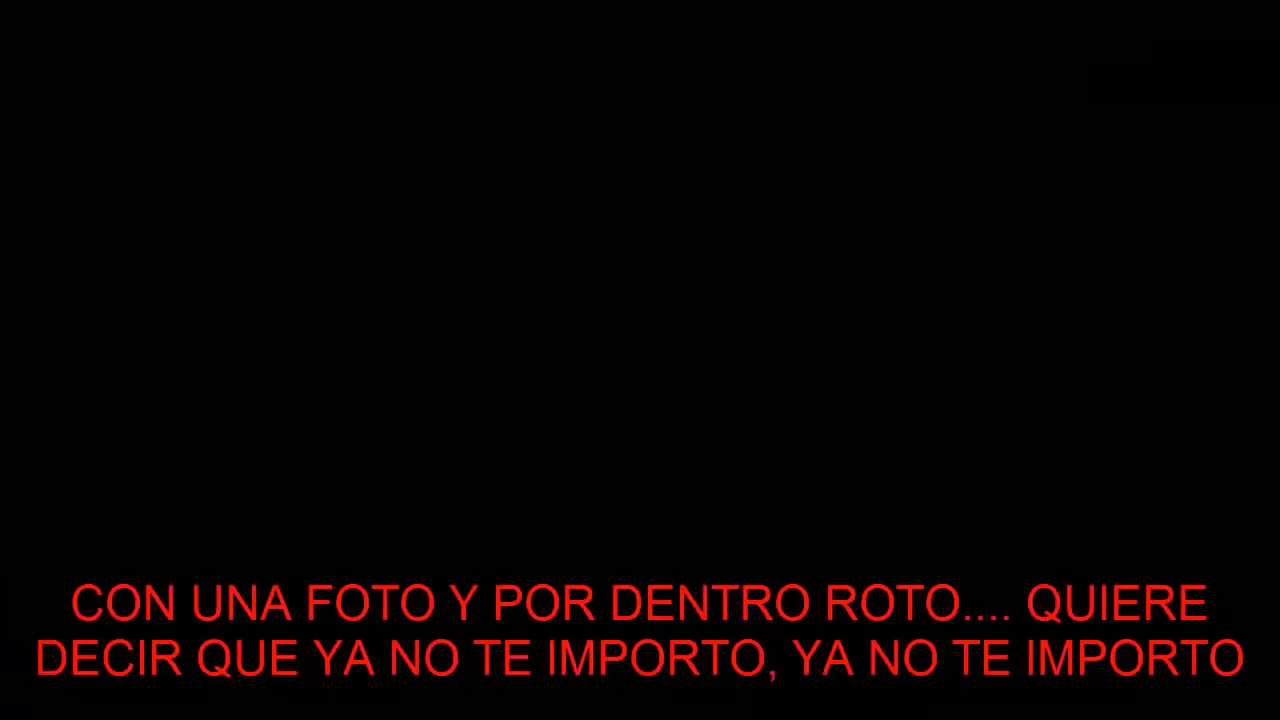 CON UNA FOTO Y POR DENTRO ROTO.... QUIERE
DECIR QUE YA NO TE IMPORTO, YA NO TE IMPORTO